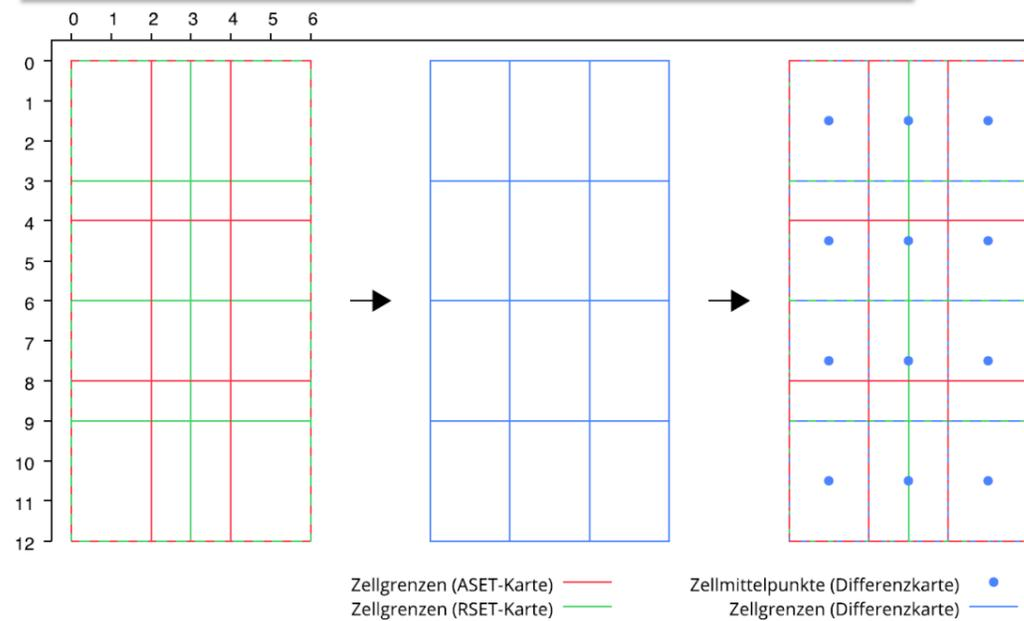 0 1 2 3 4 5 6
0
1
2
3
4
5
6
7
8
9
10
11
12
Zellgrenzen (ASET-Karte)
Zellgrenzen (RSET-Karte)
Zellmittelpunkte (Differenzkarte)
Zellgrenzen (Differenzkarte)